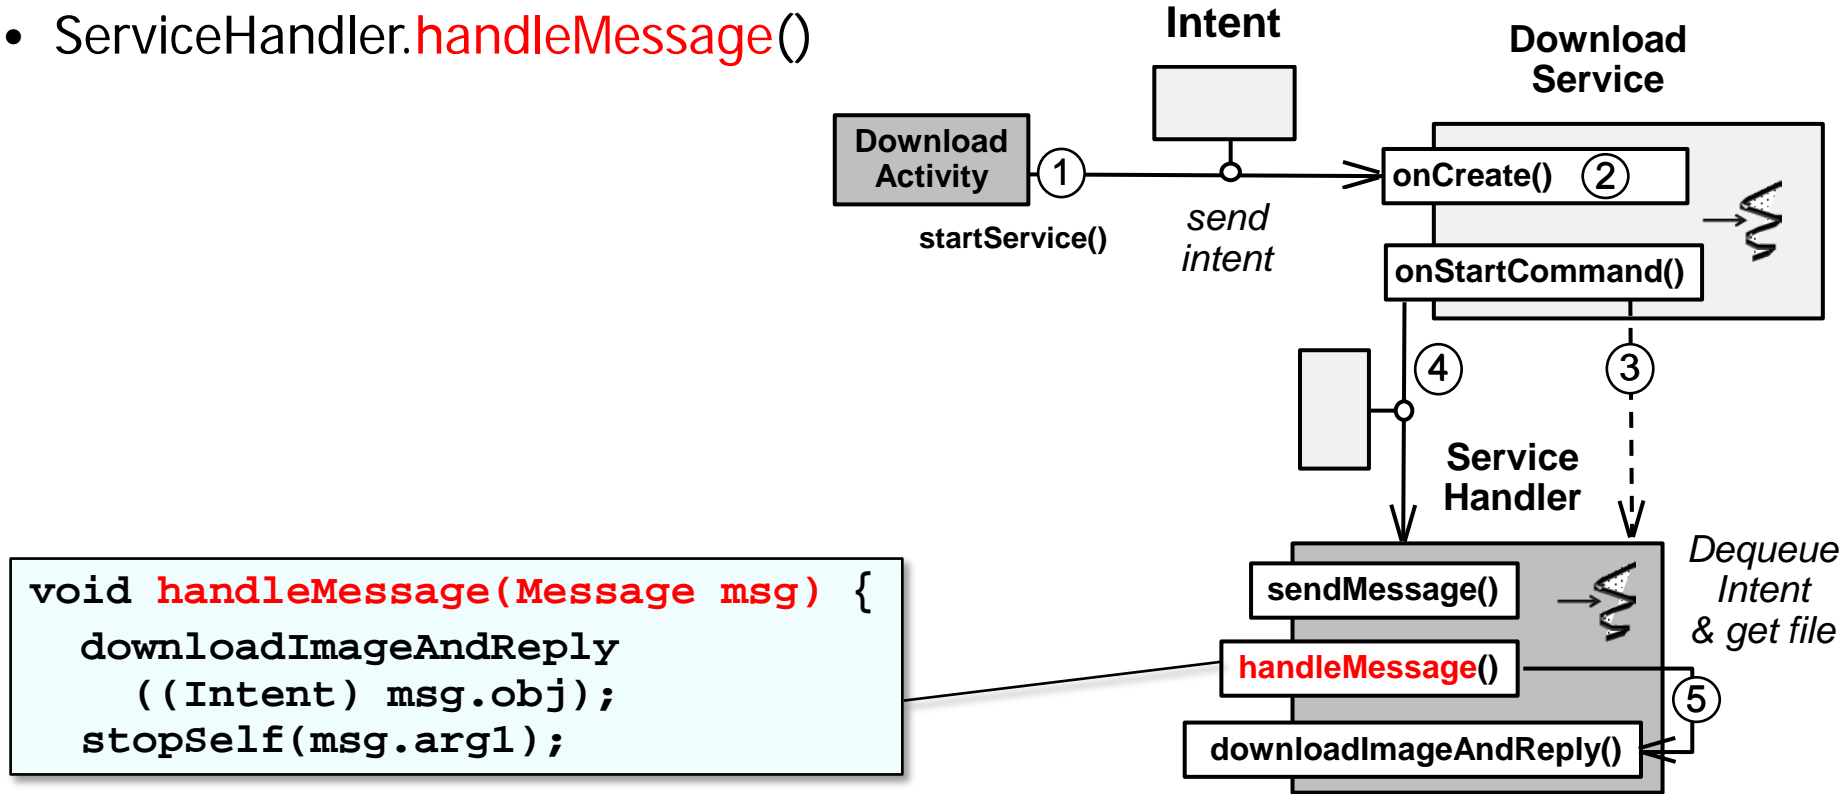 • ServiceHandler.handleMessage()
Intent
Download
Service
Download
Activity
1
onCreate() 2
startService()
send
intent
onStartCommand()
4
3
Service
Handler
Dequeue
Intent
& get file
sendMessage()
handleMessage()
5
downloadImageAndReply()
void handleMessage(Message msg) {
downloadImageAndReply
((Intent) msg.obj);
stopSelf(msg.arg1);